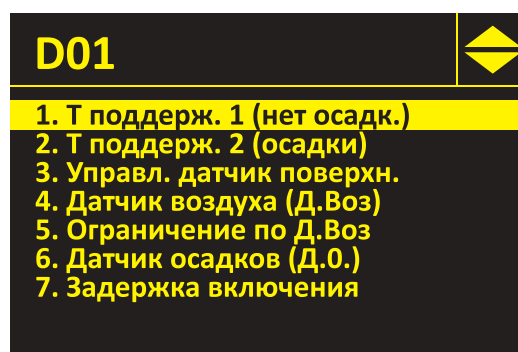 D01
1. Т поддерж. 1 (нет осадк.)
2. Т поддерж. 2 (осадки)
3. Управл. датчик поверхн.
4. Датчик воздуха (Д.Воз)
5. Ограничение по Д.Воз
6. Датчик осадков (Д.0.)
7. Задержка включения